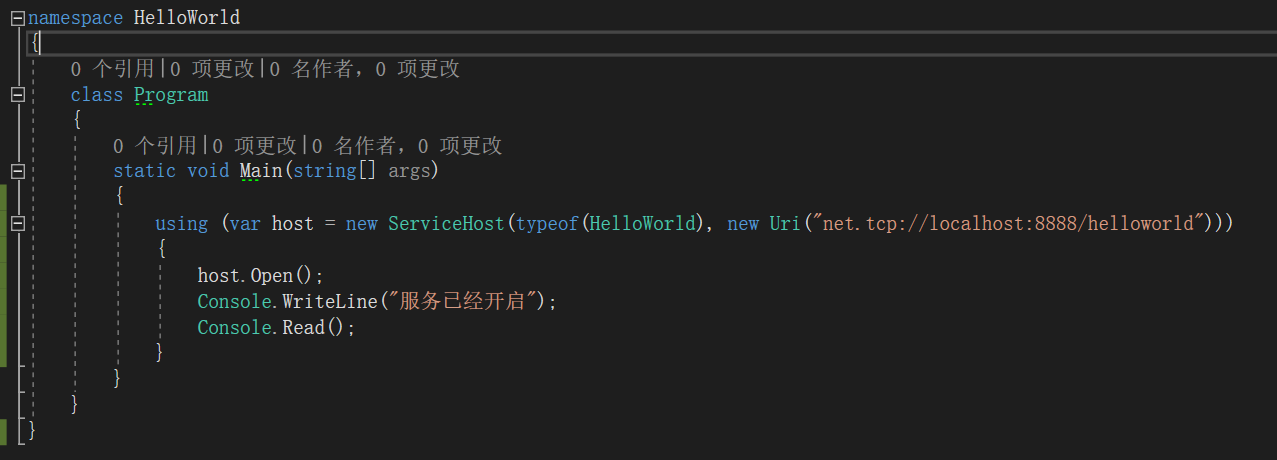 namespace HelloWorld
{
0 个引用|0 项更改|0 名作者，0 项更改
class Program
{
0 个引用|0 项更改|0 名作者，0 项更改
static void Main(string[] args)
{
using (var host = new ServiceHost(typeof(HelloWorld), new Uri("net.tcp://localhost:8888/helloworld")))
{
host.Open();
Console.WriteLine("服务已经开启");
Console.Read();
}
}
}
}